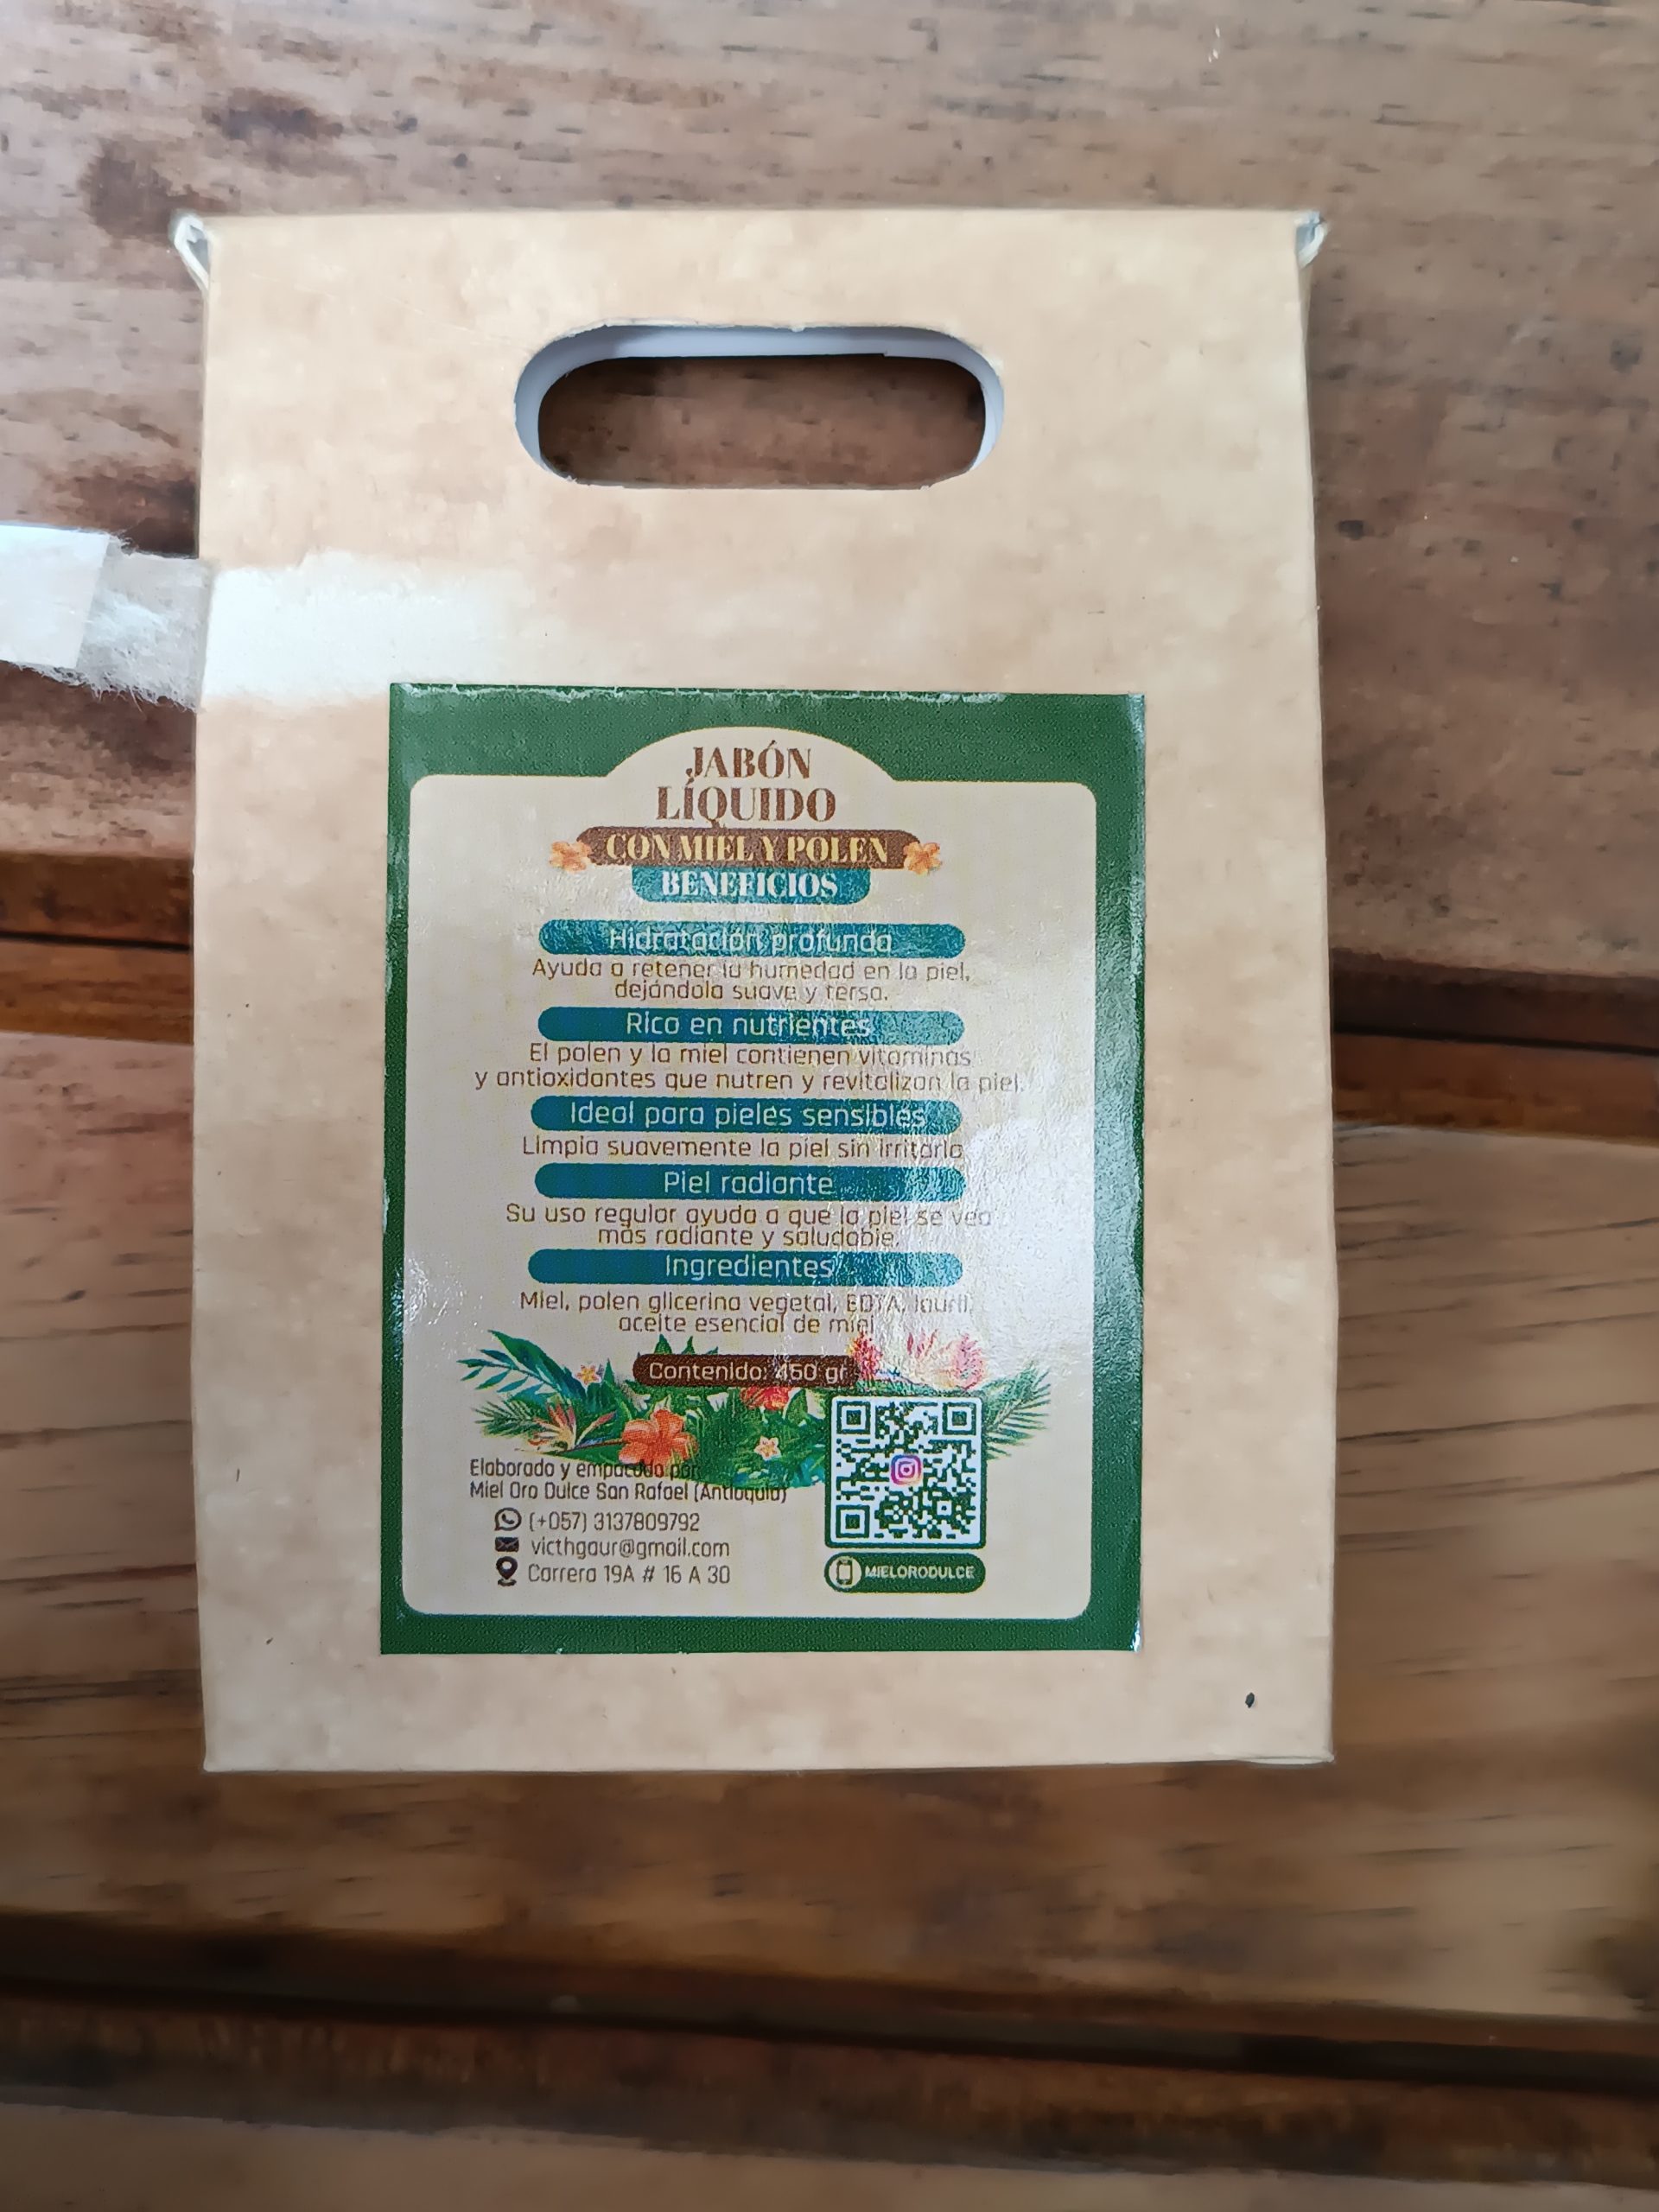 JABÓN
LÍQUIDO
CON MIEL Y POLEN
BENEFICIOS
Hidratación profunda
Ayuda a retener la humedad en la piel,
dejándola suave y tersa.
Rico en nutrientes
El polen y la miel contienen vitaminas
y antioxidantes que nutren y revitalizan la piel.
Ideal para pieles sensibles
Limpia suavemente la piel sin irritarla
Piel radiante
Su uso regular ayuda a que la piel se vea
más radiante y saludable.
Ingredientes
Miel, polen glicerina vegetal, EDTA, lauril,
aceite esencial de miel
Contenido: 450 gr
Elaborado y empacado por:
Miel Oro Dulce San Rafael (Antioquia)
(+057) 3137809792
victhgaur@gmail.com
Carrera 19A # 16 A 30
MIELORODULCE